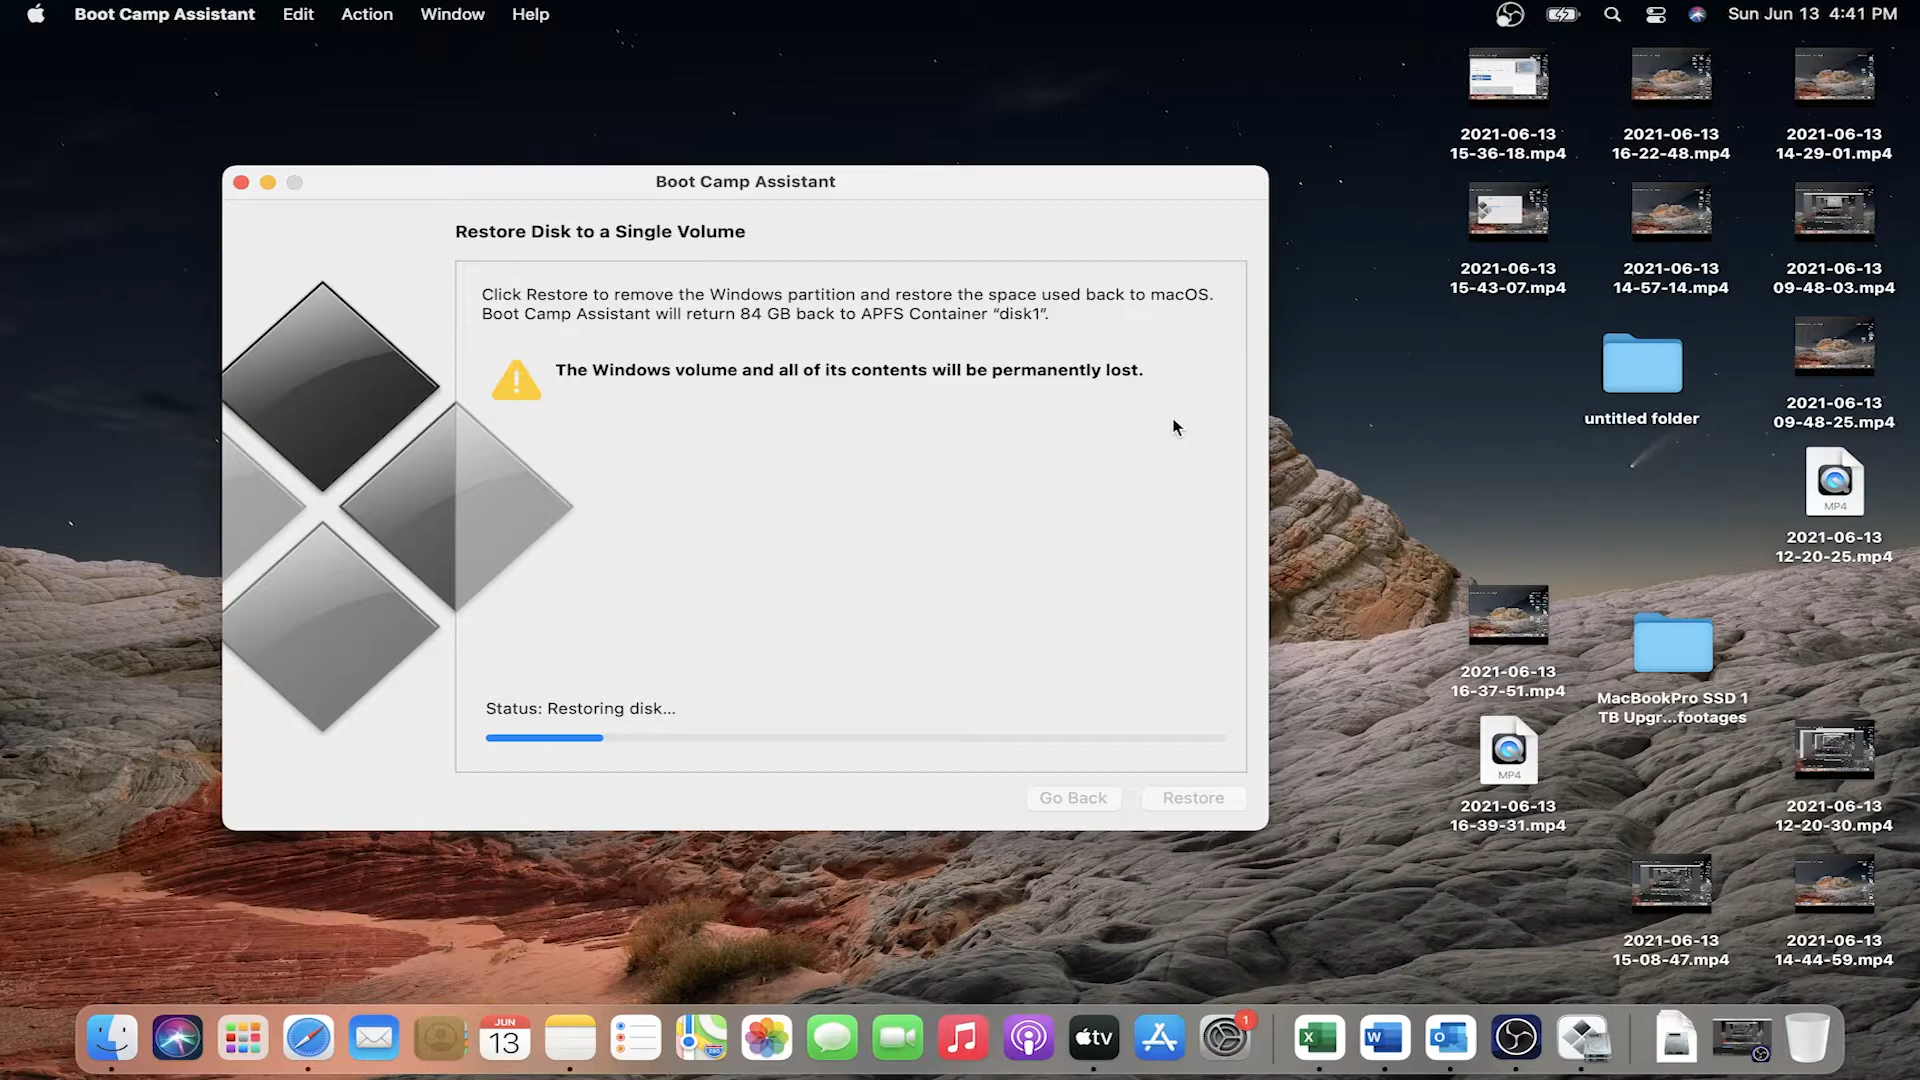 Boot Camp Assistant Edit Action Window Help
Sun Jun 13 4:41 PM
Boot Camp Assistant
Restore Disk to a Single Volume
Click Restore to remove the Windows partition and restore the space used back to macOS.
Boot Camp Assistant will return 84 GB back to APFS Container “disk1”.
The Windows volume and all of its contents will be permanently lost.
Status: Restoring disk...
Go Back
Restore
2021-06-13
15-36-18.mp4
2021-06-13
16-22-48.mp4
2021-06-13
14-29-01.mp4
2021-06-13
15-43-07.mp4
2021-06-13
14-57-14.mp4
2021-06-13
09-48-03.mp4
untitled folder
2021-06-13
09-48-25.mp4
MP4
2021-06-13
12-20-25.mp4
2021-06-13
16-37-51.mp4
MacBookPro SSD 1
TB Upgr...footages
MP4
2021-06-13
16-39-31.mp4
2021-06-13
12-20-30.mp4
2021-06-13
15-08-47.mp4
2021-06-13
14-44-59.mp4
JUN
13
280
tv
1
X
W
O